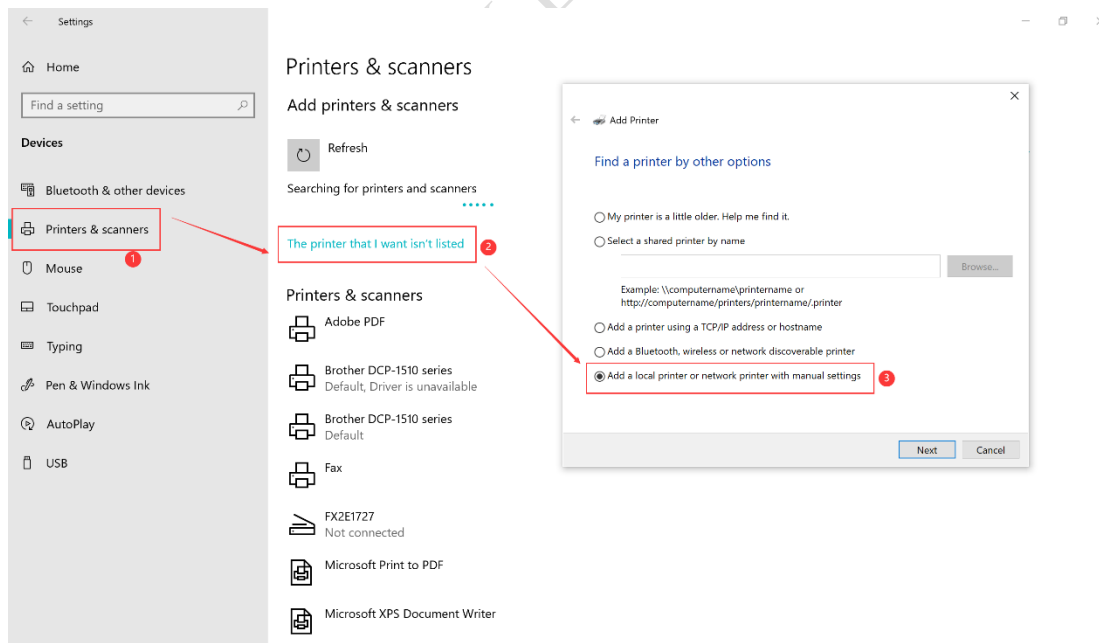 Settings
Home
Find a setting
Devices
Bluetooth & other devices
Printers & scanners
1
Mouse
Touchpad
Typing
Pen & Windows Ink
AutoPlay
USB
Printers & scanners
Add printers & scanners
Refresh
Searching for printers and scanners
The printer that I want isn't listed
2
Printers & scanners
Adobe PDF
Brother DCP-1510 series
Default, Driver is unavailable
Brother DCP-1510 series
Default
Fax
FX2E1727
Not connected
Microsoft Print to PDF
Microsoft XPS Document Writer
Add Printer
Find a printer by other options
My printer is a little older. Help me find it.
Select a shared printer by name
Browse...
Example: \\computername\printername or
http://computername/printers/printername/.printer
Add a printer using a TCP/IP address or hostname
Add a Bluetooth, wireless or network discoverable printer
Add a local printer or network printer with manual settings
3
Next
Cancel